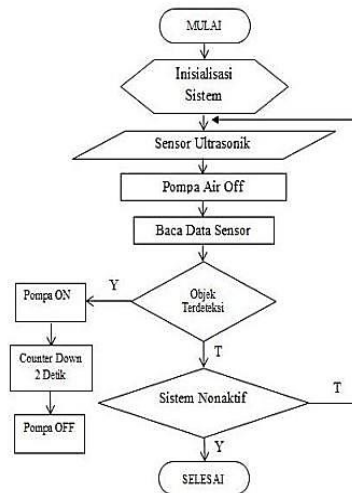 MULAI
Inisialisasi
Sistem
Sensor Ultrasonik
Pompa Air Off
Baca Data Sensor
Objek
Terdeteksi
Y
Pompa ON
Counter Down
2 Detik
Pompa OFF
T
Sistem Nonaktif
T
Y
SELESAI